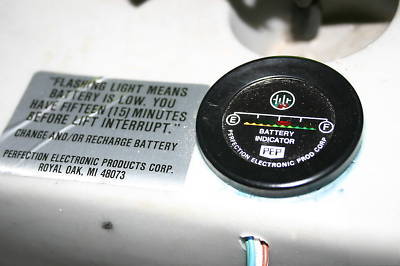 "FLASHING LIGHT MEANS
BATTERY IS LOW. YOU
HAVE FIFTEEN (15) MINUTES
BEFORE LIFT INTERRUPT."
CHANGE AND/OR RECHARGE BATTERY
PERFECTION ELECTRONIC PRODUCTS CORP.
ROYAL OAK, MI 48073
E F
BATTERY
INDICATOR
PEP
PERFECTION ELECTRONIC PROD CORP